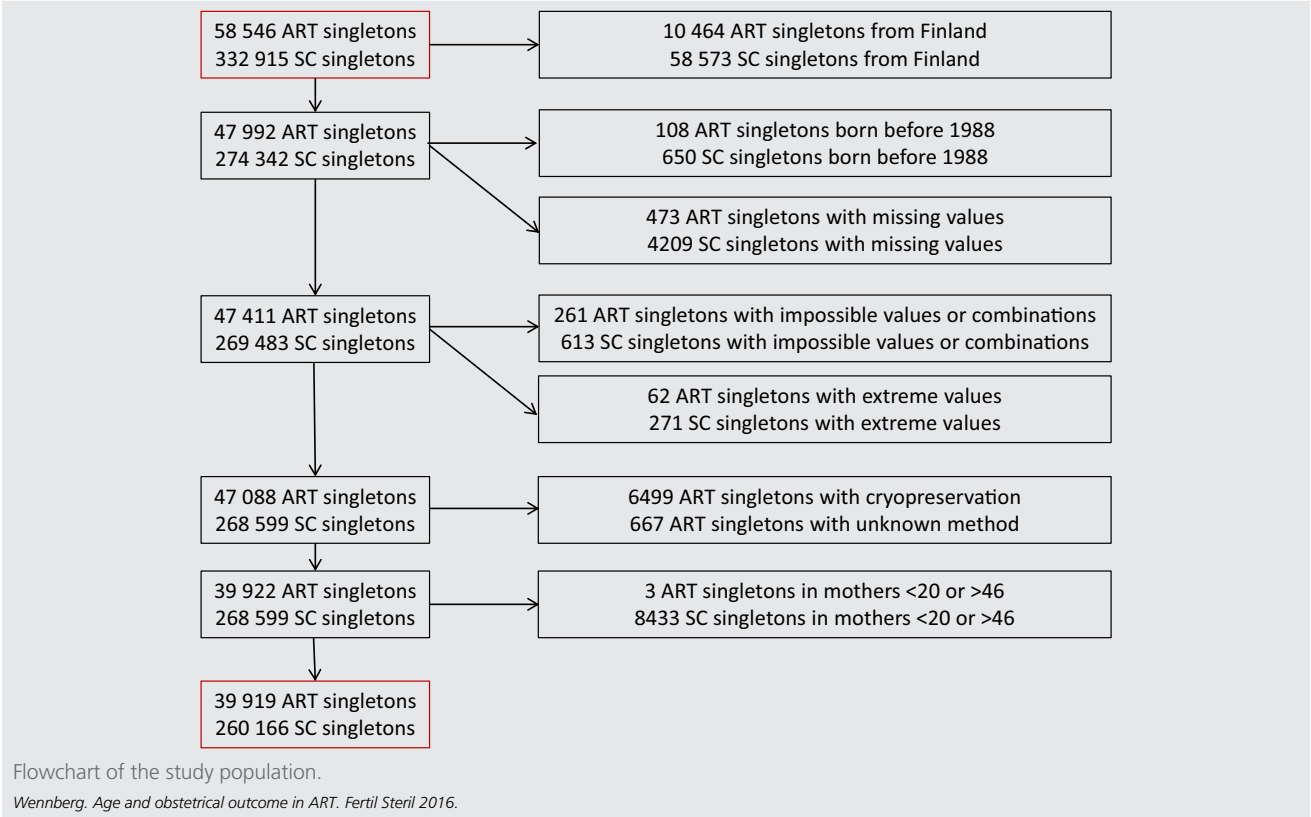 58 546 ART singletons
332 915 SC singletons
10 464 ART singletons from Finland
58 573 SC singletons from Finland
47 992 ART singletons
274 342 SC singletons
108 ART singletons born before 1988
650 SC singletons born before 1988
473 ART singletons with missing values
4209 SC singletons with missing values
47 411 ART singletons
269 483 SC singletons
261 ART singletons with impossible values or combinations
613 SC singletons with impossible values or combinations
62 ART singletons with extreme values
271 SC singletons with extreme values
47 088 ART singletons
268 599 SC singletons
6499 ART singletons with cryopreservation
667 ART singletons with unknown method
39 922 ART singletons
268 599 SC singletons
3 ART singletons in mothers <20 or >46
8433 SC singletons in mothers <20 or >46
39 919 ART singletons
260 166 SC singletons
Flowchart of the study population.
Wennberg. Age and obstetrical outcome in ART. Fertil Steril 2016.